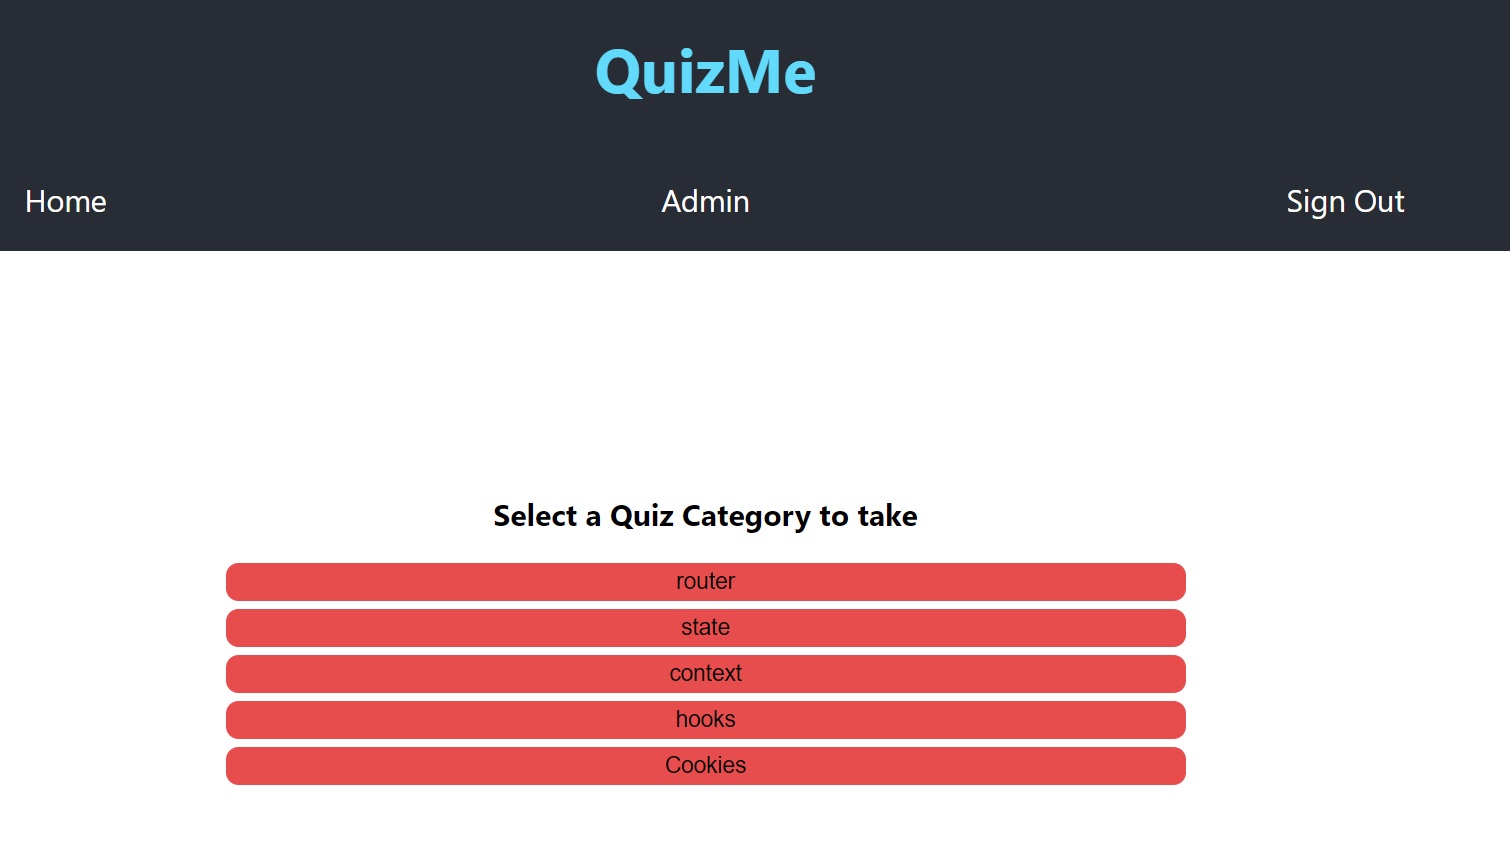 QuizMe
Home Admin Sign Out
Select a Quiz Category to take
router
state
context
hooks
Cookies